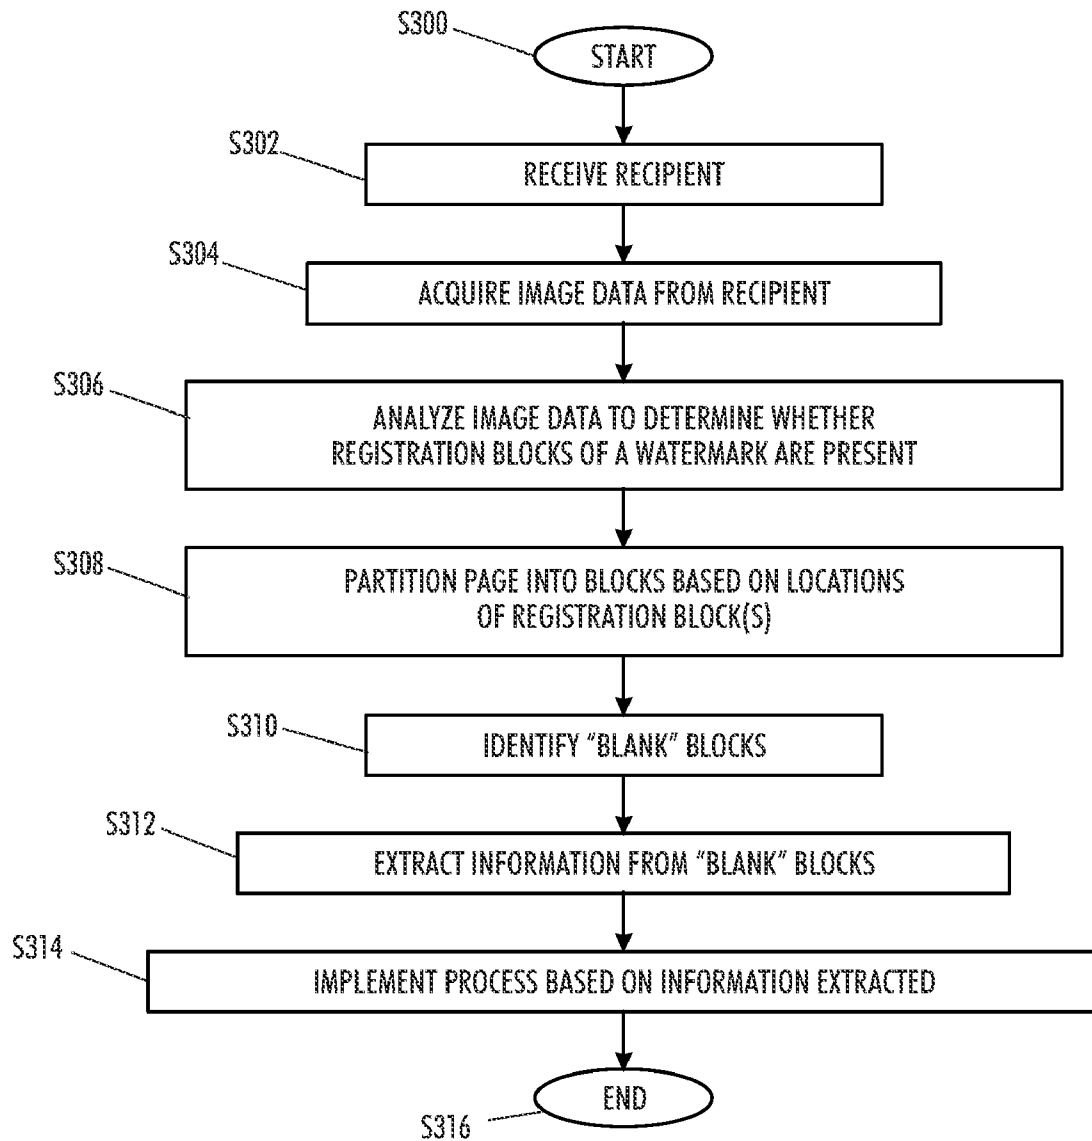 S300
START
S302
RECEIVE RECIPIENT
S304
ACQUIRE IMAGE DATA FROM RECIPIENT
S306
ANALYZE IMAGE DATA TO DETERMINE WHETHER
REGISTRATION BLOCKS OF A WATERMARK ARE PRESENT
S308
PARTITION PAGE INTO BLOCKS BASED ON LOCATIONS
OF REGISTRATION BLOCK(S)
S310
IDENTIFY "BLANK" BLOCKS
S312
EXTRACT INFORMATION FROM "BLANK" BLOCKS
S314
IMPLEMENT PROCESS BASED ON INFORMATION EXTRACTED
END
S316